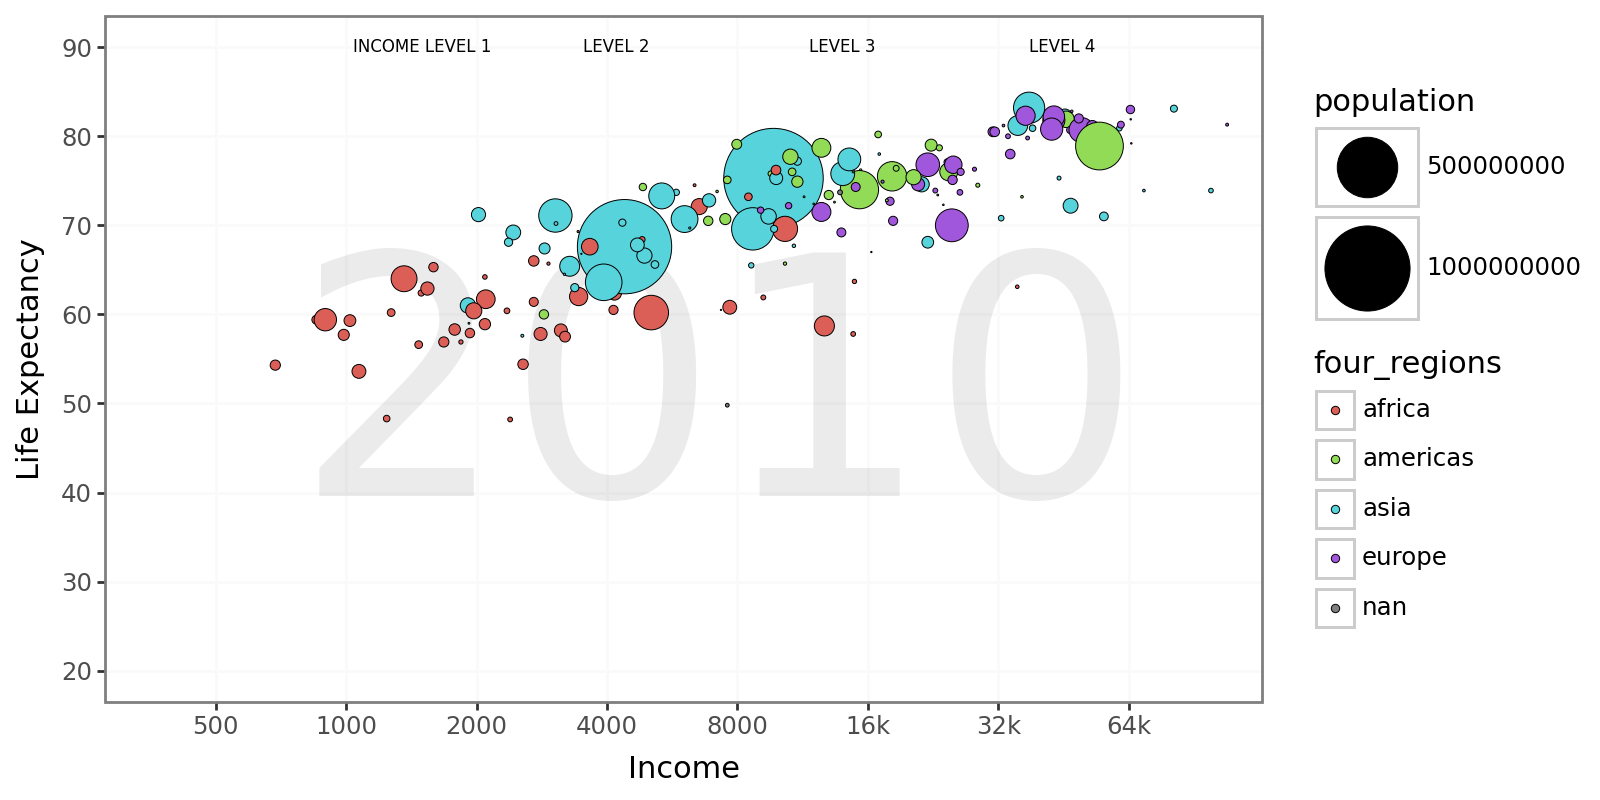 INCOME LEVEL 1 LEVEL 2 LEVEL 3 LEVEL 4
2010
90
80
70
60
50
40
30
20
Life Expectancy
500 1000 2000 4000 8000 16k 32k 64k
Income
population
500000000
1000000000
four_regions
africa
americas
asia
europe
nan